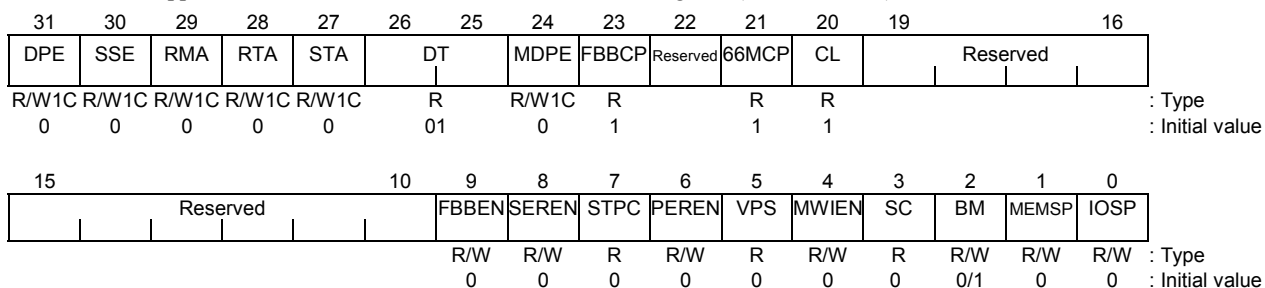 31 30 29 28 27 26 25 24 23 22 21 20 19 16
DPE SSE RMA RTA STA DT MDPE FBBCP Reserved 66MCP CL Reserved
R/W1C R/W1C R/W1C R/W1C R/W1C R R/W1C R R R : Type
0 0 0 0 0 01 0 1 1 1 : Initial value
15 10 9 8 7 6 5 4 3 2 1 0
Reserved FBBEN SEREN STPC PEREN VPS MWIEN SC BM MEMSP IOSP
R/W R/W R R/W R R/W R R/W R/W R/W : Type
0 0 0 0 0 0 0 0/1 0 0 : Initial value